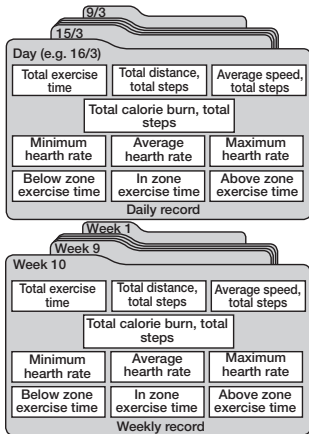 9/3
15/3
Day (e.g. 16/3)
Total exercise
time
Total distance,
total steps
Average speed,
total steps
Total calorie burn, total
steps
Minimum
hearth rate
Average
hearth rate
Maximum
hearth rate
Below zone
exercise time
In zone
exercise time
Above zone
exercise time
Daily record
Week 1
Week 9
Week 10
Total exercise
time
Total distance,
total steps
Average speed,
total steps
Total calorie burn, total
steps
Minimum
hearth rate
Average
hearth rate
Maximum
hearth rate
Below zone
exercise time
In zone
exercise time
Above zone
exercise time
Weekly record